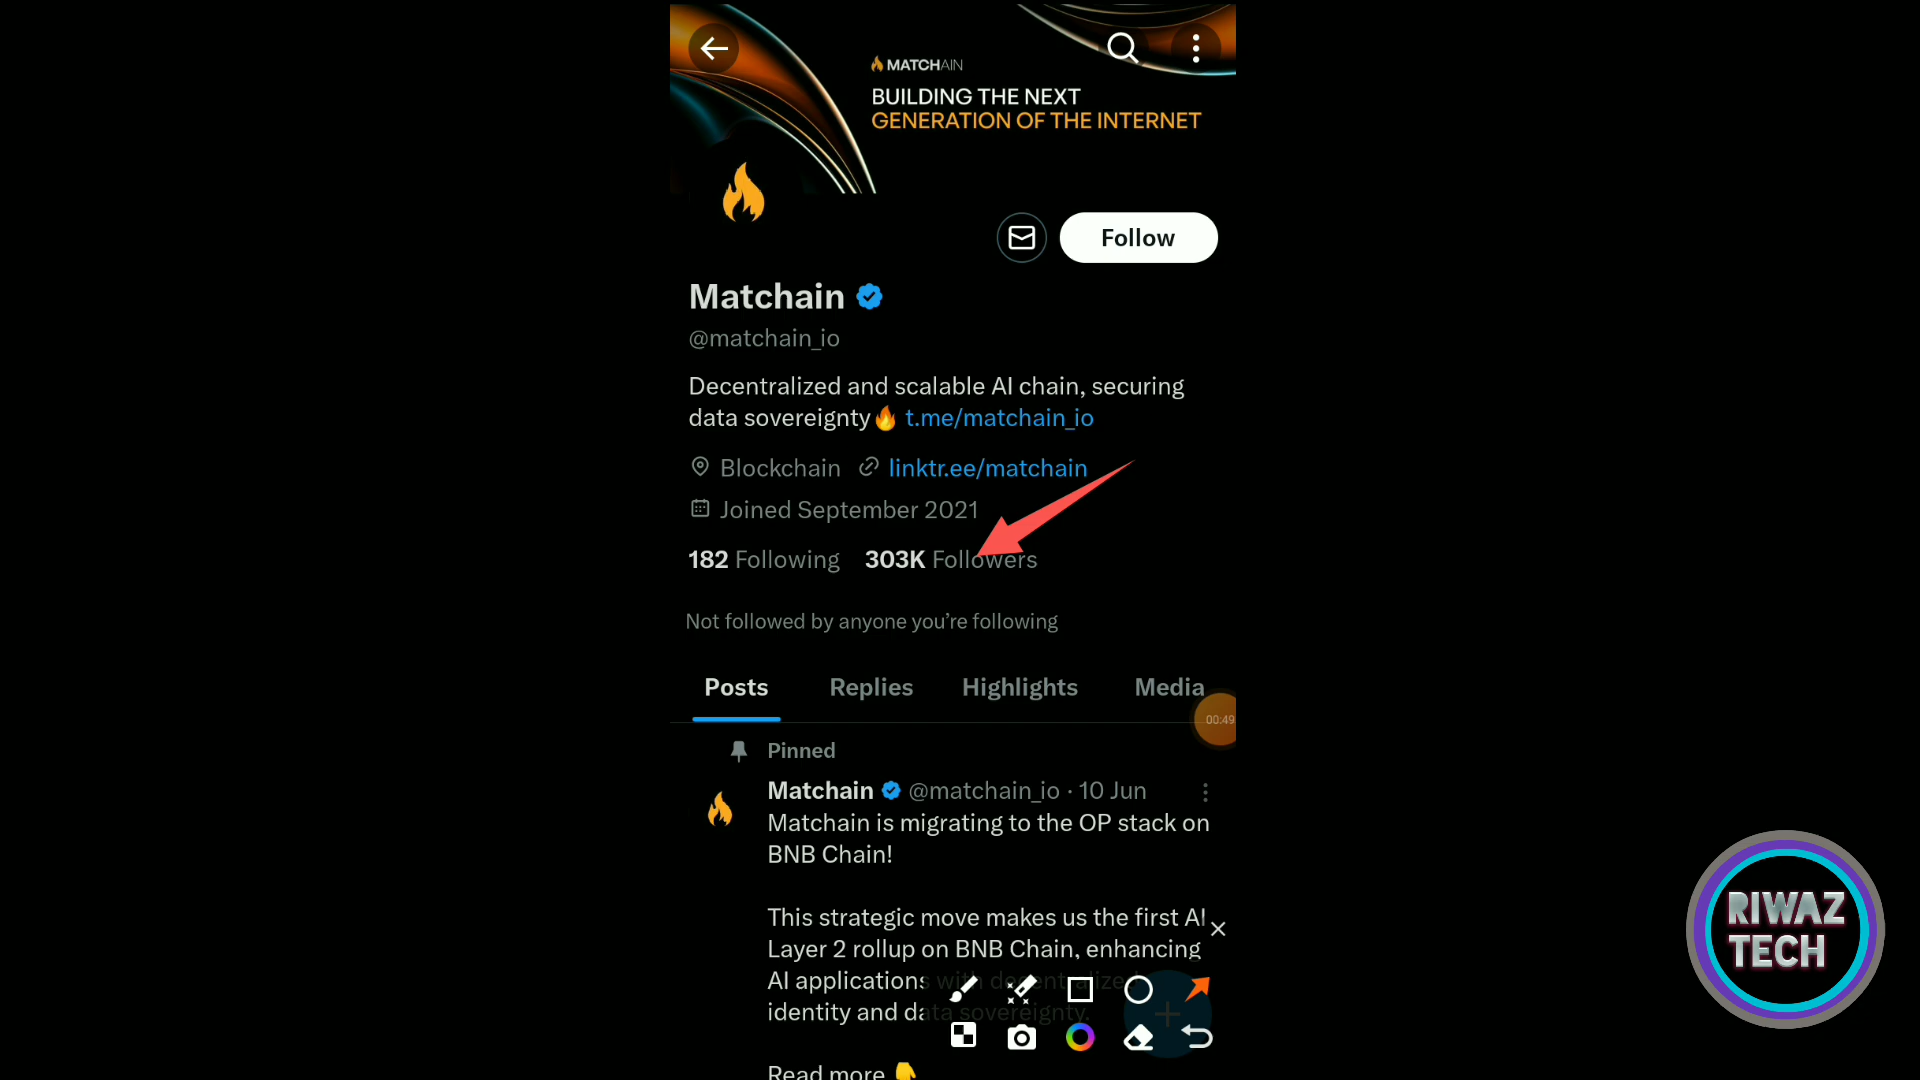 MATCHAIN
BUILDING THE NEXT
GENERATION OF THE INTERNET
Follow
Matchain
@matchain_io
Decentralized and scalable AI chain, securing
data sovereignty🔥 t.me/matchain_io
Blockchain linktr.ee/matchain
Joined September 2021
182 Following 303K Followers
Not followed by anyone you’re following
Posts Replies Highlights Media
00:49
Pinned
Matchain @matchain_io · 10 Jun
Matchain is migrating to the OP stack on
BNB Chain!
This strategic move makes us the first AI
Layer 2 rollup on BNB Chain, enhancing
AI applications with decentralized
identity and data sovereignty.
Read more 👇
RIWAZ
TECH